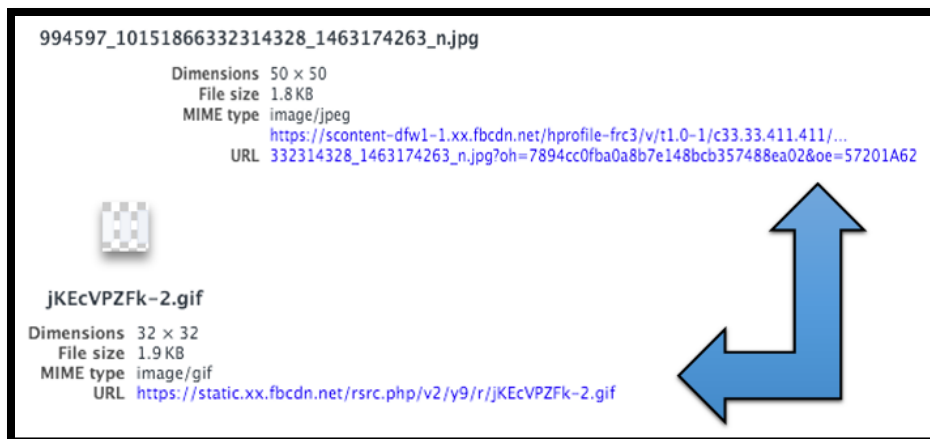 994597_10151866332314328_1463174263_n.jpg
Dimensions 50 × 50
File size 1.8 KB
MIME type image/jpeg
https://scontent-dfw1-1.xx.fbcdn.net/hprofile-frc3/v/t1.0-1/c33.33.411.411/...
URL 332314328_1463174263_n.jpg?oh=7894cc0fba0a8b7e148bcb357488ea02&oe=57201A62
jKEcVPZFk-2.gif
Dimensions 32 × 32
File size 1.9 KB
MIME type image/gif
URL https://static.xx.fbcdn.net/rsrc.php/v2/y9/r/jKEcVPZFk-2.gif